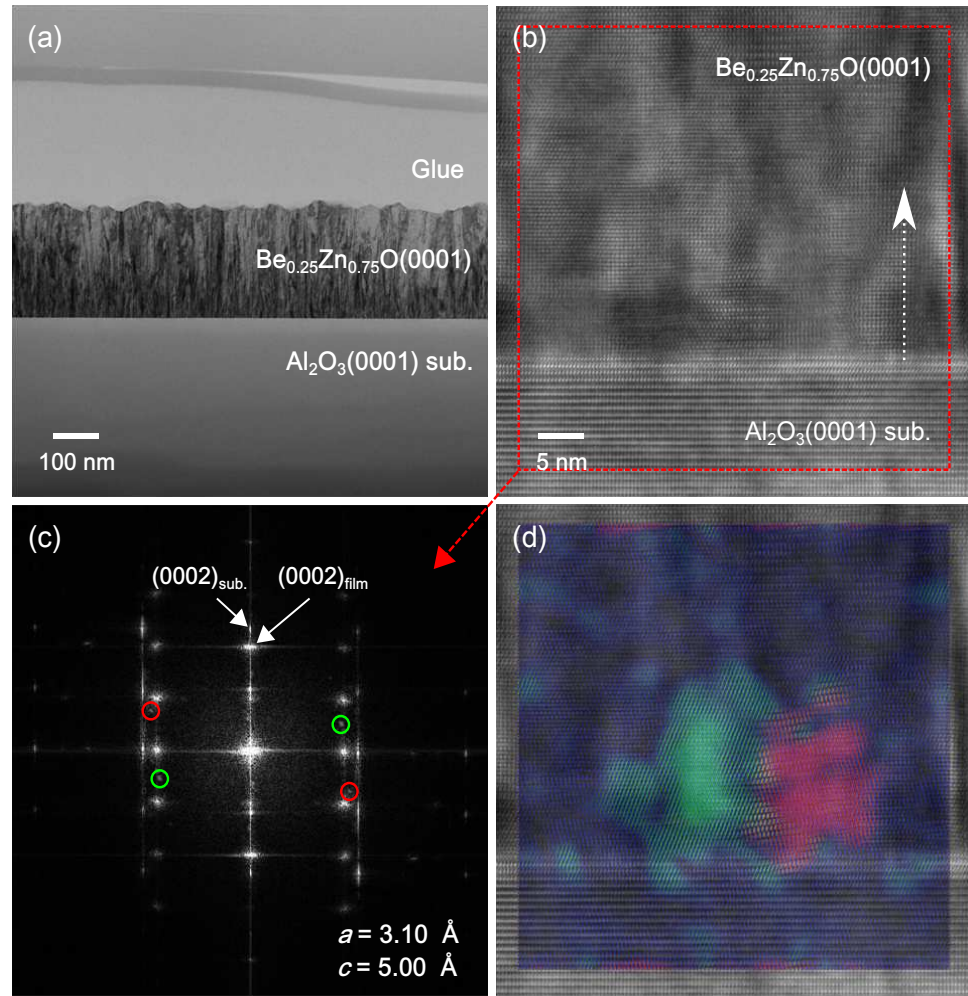 (a)
Glue
Be₀.₂₅Zn₀.₇₅O(0001)
Al₂O₃(0001) sub.
100 nm
(b)
Be₀.₂₅Zn₀.₇₅O(0001)
Al₂O₃(0001) sub.
5 nm
(c)
(0002)sub. (0002)film
a = 3.10 Å
c = 5.00 Å
(d)